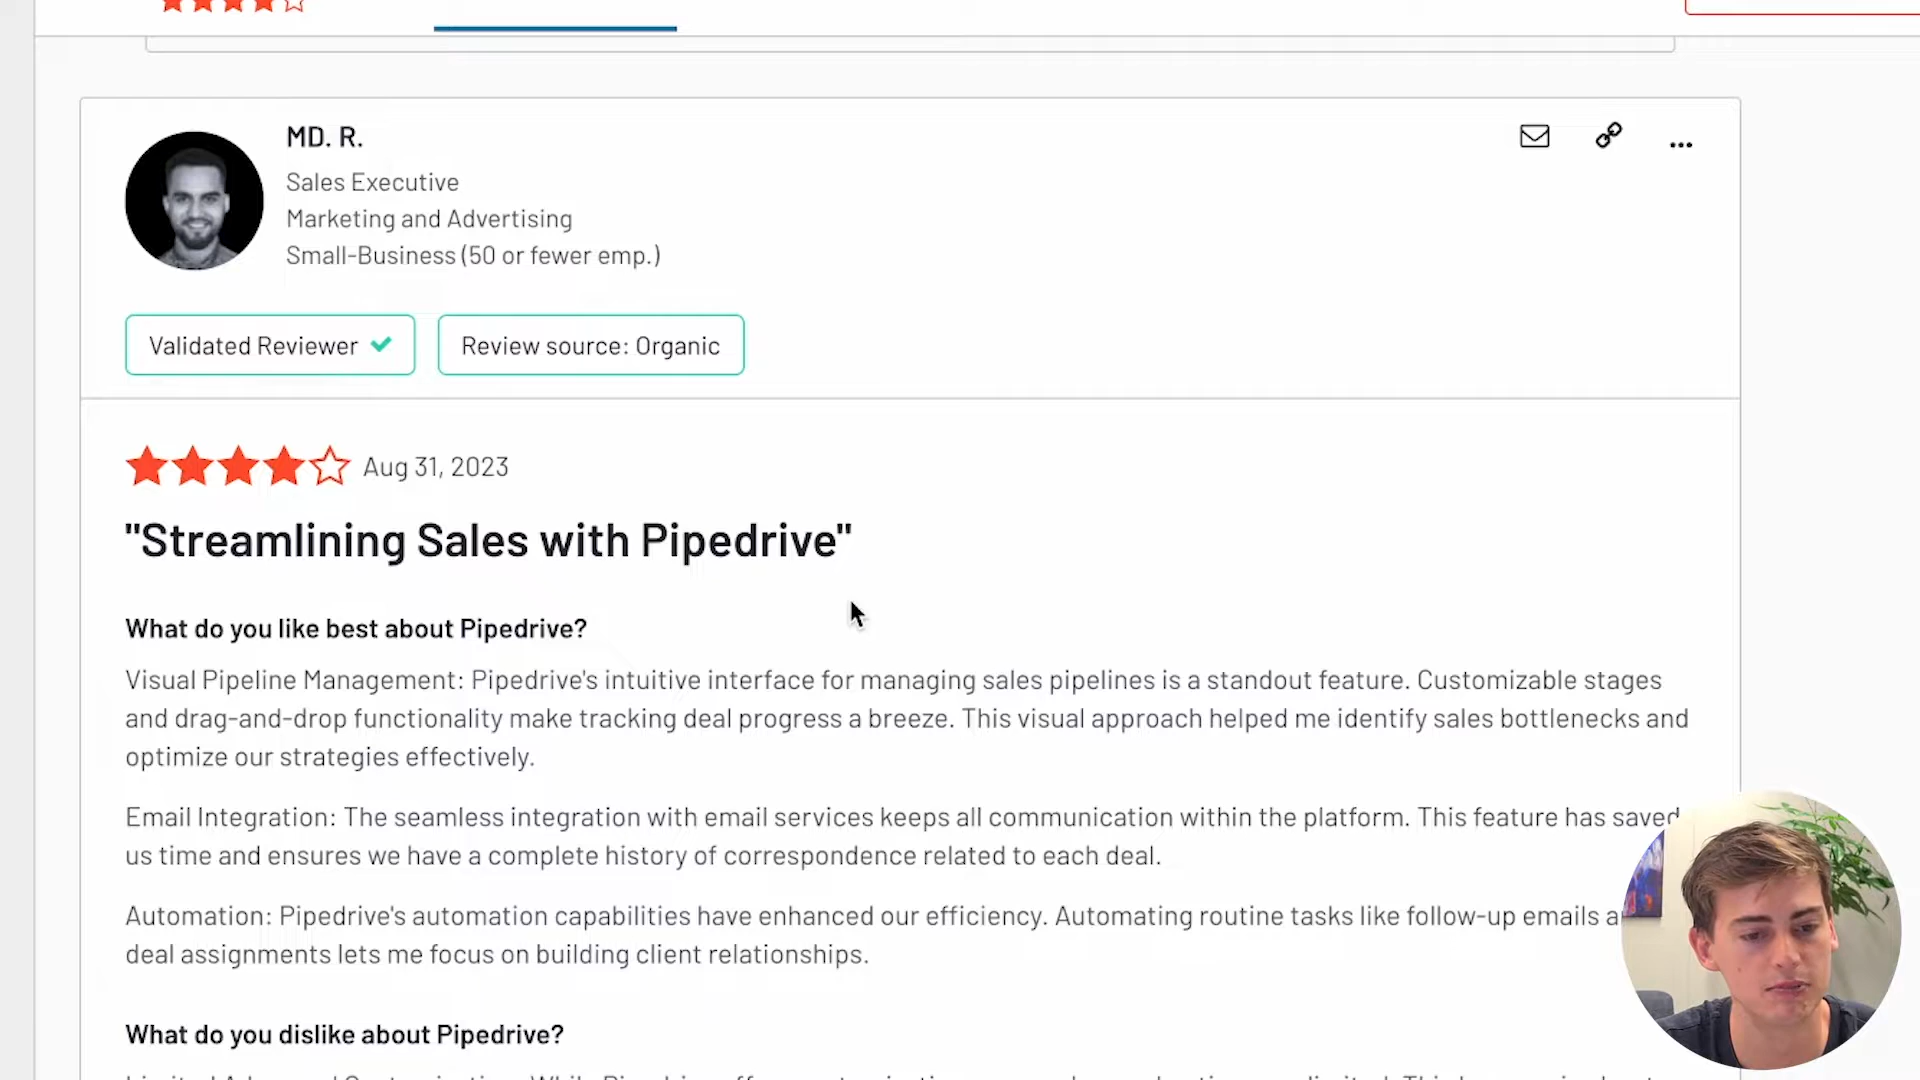 MD. R.
Sales Executive
Marketing and Advertising
Small-Business (50 or fewer emp.)
Validated Reviewer
Review source: Organic
Aug 31, 2023
"Streamlining Sales with Pipedrive"
What do you like best about Pipedrive?
Visual Pipeline Management: Pipedrive's intuitive interface for managing sales pipelines is a standout feature. Customizable stages
and drag-and-drop functionality make tracking deal progress a breeze. This visual approach helped me identify sales bottlenecks and
optimize our strategies effectively.
Email Integration: The seamless integration with email services keeps all communication within the platform. This feature has saved
us time and ensures we have a complete history of correspondence related to each deal.
Automation: Pipedrive's automation capabilities have enhanced our efficiency. Automating routine tasks like follow-up emails
deal assignments lets me focus on building client relationships.
What do you dislike about Pipedrive?